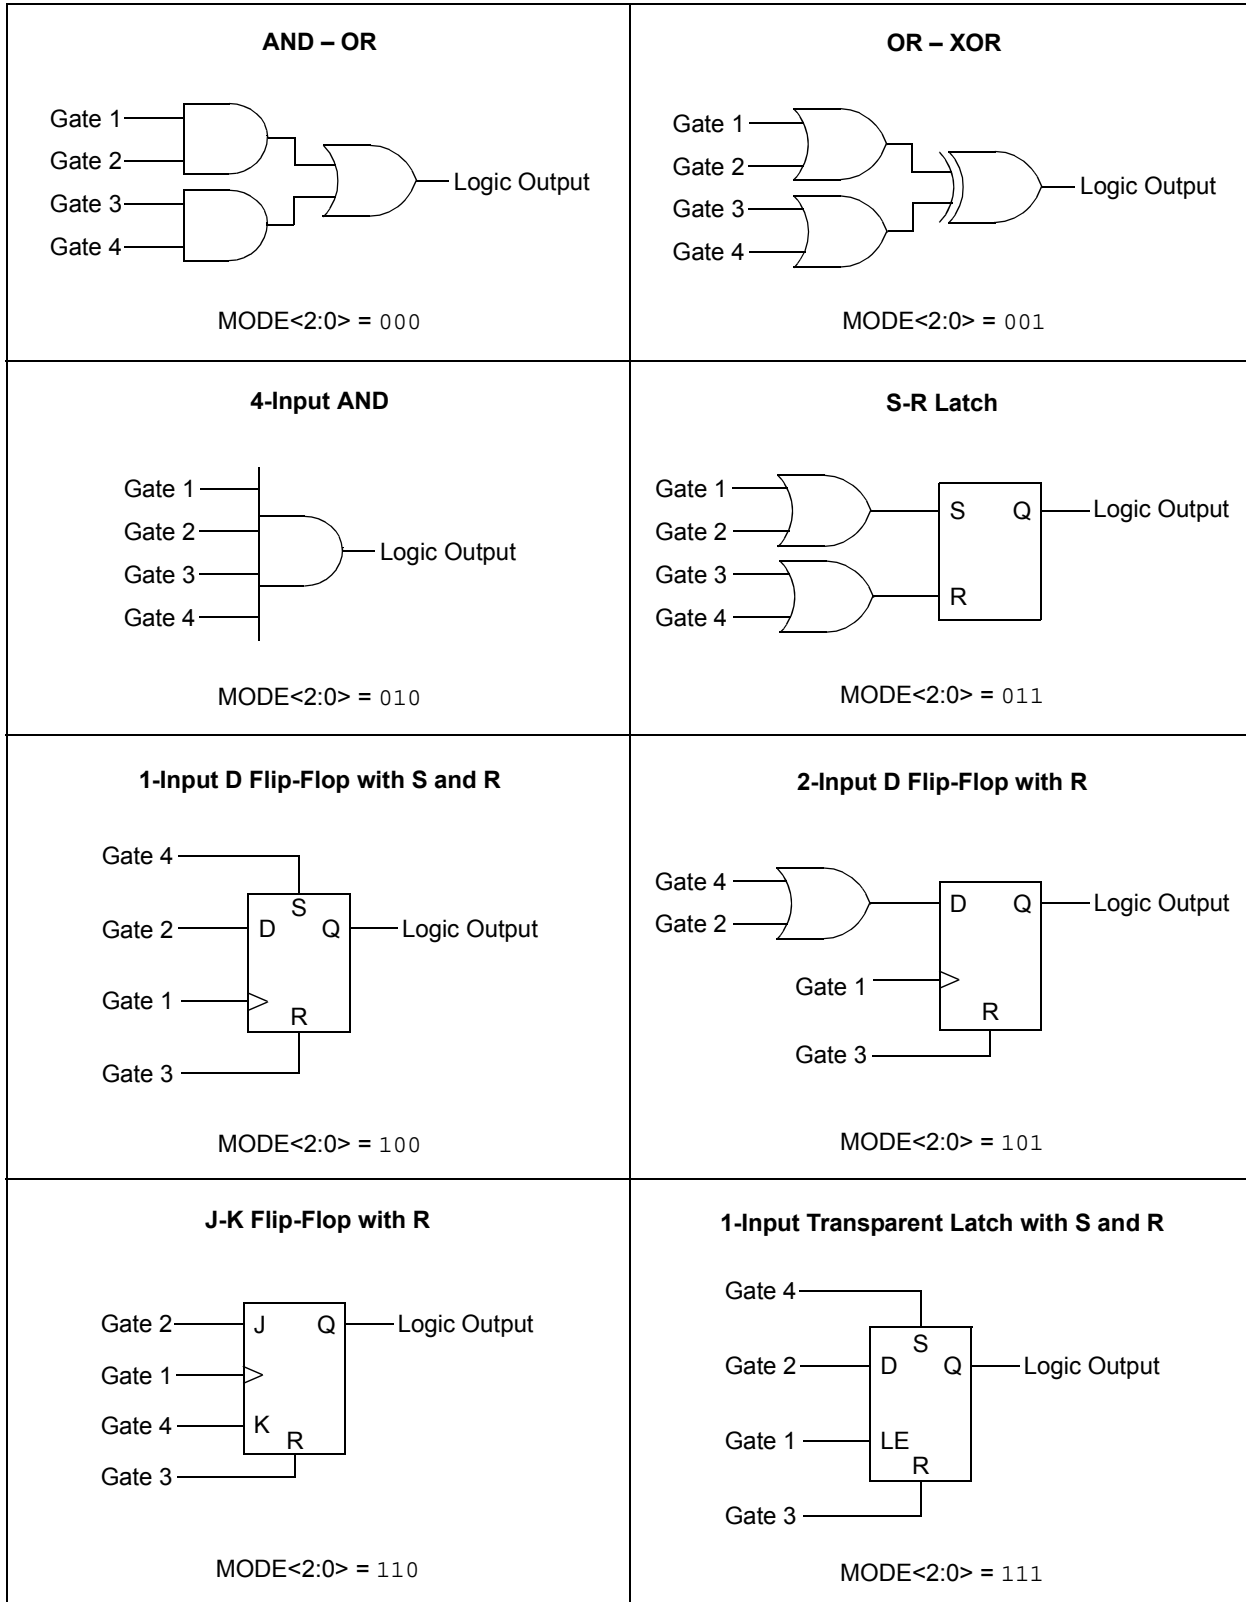 AND – OR
Gate 1
Gate 2
Gate 3
Gate 4
Logic Output
MODE<2:0> = 000
OR – XOR
Gate 1
Gate 2
Gate 3
Gate 4
Logic Output
MODE<2:0> = 001
4-Input AND
Gate 1
Gate 2
Gate 3
Gate 4
Logic Output
MODE<2:0> = 010
S-R Latch
Gate 1
Gate 2
Gate 3
Gate 4
S Q
R
Logic Output
MODE<2:0> = 011
1-Input D Flip-Flop with S and R
Gate 4
S
Gate 2
D Q
Logic Output
Gate 1
R
Gate 3
MODE<2:0> = 100
2-Input D Flip-Flop with R
Gate 4
Gate 2
D Q
Logic Output
Gate 1
R
Gate 3
MODE<2:0> = 101
J-K Flip-Flop with R
Gate 2
J Q
Logic Output
Gate 1
Gate 4
K
R
Gate 3
MODE<2:0> = 110
1-Input Transparent Latch with S and R
Gate 4
S
Gate 2
D Q
Logic Output
Gate 1
LE
R
Gate 3
MODE<2:0> = 111